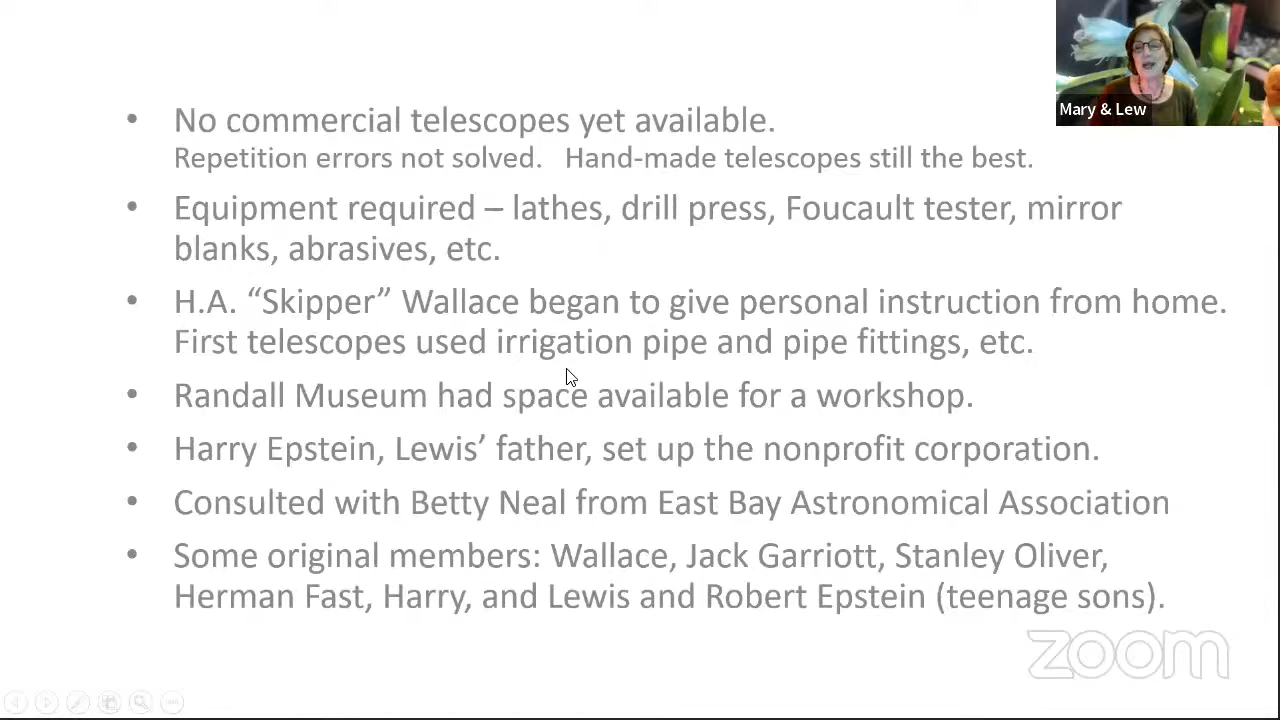 Mary & Lew
• No commercial telescopes yet available.
Repetition errors not solved. Hand-made telescopes still the best.
• Equipment required – lathes, drill press, Foucault tester, mirror
blanks, abrasives, etc.
• H.A. “Skipper” Wallace began to give personal instruction from home.
First telescopes used irrigation pipe and pipe fittings, etc.
• Randall Museum had space available for a workshop.
• Harry Epstein, Lewis’ father, set up the nonprofit corporation.
• Consulted with Betty Neal from East Bay Astronomical Association
• Some original members: Wallace, Jack Garriott, Stanley Oliver,
Herman Fast, Harry, and Lewis and Robert Epstein (teenage sons).
zoom